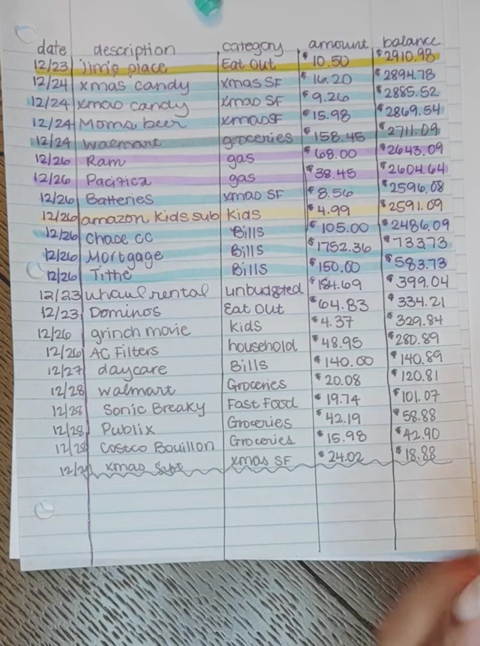 date description category amount balance
12/23 jim's place Eat Out $10.50 $2910.98
12/24 xmas candy xmas SF $16.20 $2894.78
12/24 xmas candy xmas SF $9.26 $2885.52
12/24 Moms beer xmas SF $15.98 $2869.54
12/24 Walmart groceries $158.45 $2711.09
12/26 Ram gas $68.00 $2643.09
12/26 Pacifica gas $38.45 $2604.64
12/26 Batteries xmas SF $8.56 $2596.08
12/26 amazon kids sub Kids $4.99 $2591.09
12/26 Chase CC Bills $105.00 $2486.09
12/26 Mortgage Bills $1752.36 $733.73
12/26 Tithe Bills $150.00 $583.73
12/23 uhaul rental unbudgeted $184.69 $399.04
12/23 Dominos Eat Out $64.83 $334.21
12/26 grinch movie Kids $4.37 $329.84
12/26 AC Filters household $48.95 $280.89
12/27 daycare Bills $140.00 $140.89
12/28 walmart Groceries $20.08 $120.81
12/28 Sonic Breaky Fast Food $19.74 $101.07
12/28 Publix Groceries $42.19 $58.88
12/28 Costco Bouillon Groceries $15.98 $42.90
xmas xmas SF $24.02 $18.88